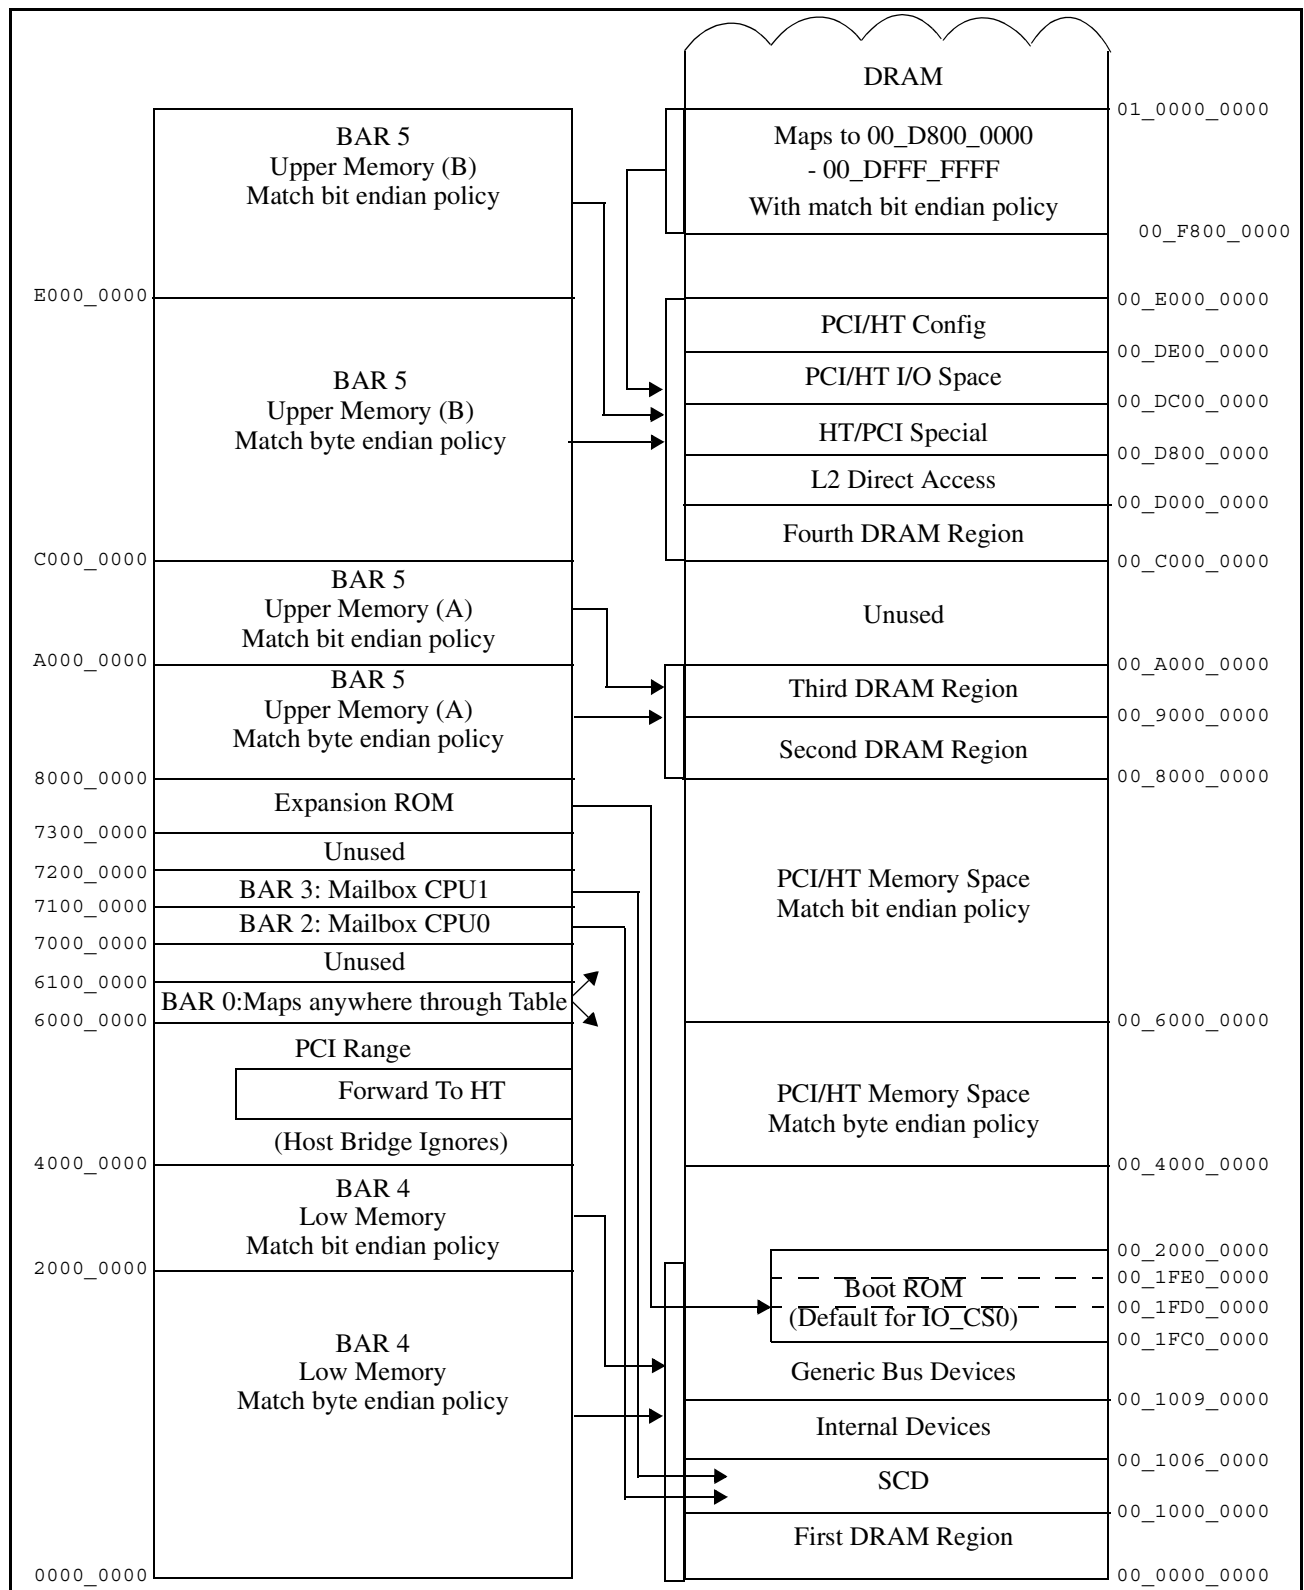 DRAM
01_0000_0000
Maps to 00_D800_0000
- 00_DFFF_FFFF
With match bit endian policy
00_F800_0000
00_E000_0000
PCI/HT Config
00_DE00_0000
PCI/HT I/O Space
00_DC00_0000
HT/PCI Special
00_D800_0000
L2 Direct Access
00_D000_0000
Fourth DRAM Region
00_C000_0000
Unused
00_A000_0000
Third DRAM Region
00_9000_0000
Second DRAM Region
00_8000_0000
PCI/HT Memory Space
Match bit endian policy
00_6000_0000
PCI/HT Memory Space
Match byte endian policy
00_4000_0000
00_2000_0000
00_1FE0_0000
Boot ROM
00_1FD0_0000
(Default for IO_CS0)
00_1FC0_0000
Generic Bus Devices
00_1009_0000
Internal Devices
00_1006_0000
SCD
00_1000_0000
First DRAM Region
00_0000_0000
BAR 5
Upper Memory (B)
Match bit endian policy
E000_0000
BAR 5
Upper Memory (B)
Match byte endian policy
C000_0000
BAR 5
Upper Memory (A)
Match bit endian policy
A000_0000
BAR 5
Upper Memory (A)
Match byte endian policy
8000_0000
Expansion ROM
7300_0000
Unused
7200_0000
BAR 3: Mailbox CPU1
7100_0000
BAR 2: Mailbox CPU0
7000_0000
Unused
6100_0000
BAR 0:Maps anywhere through Table
6000_0000
PCI Range
Forward To HT
(Host Bridge Ignores)
4000_0000
BAR 4
Low Memory
Match bit endian policy
2000_0000
BAR 4
Low Memory
Match byte endian policy
0000_0000